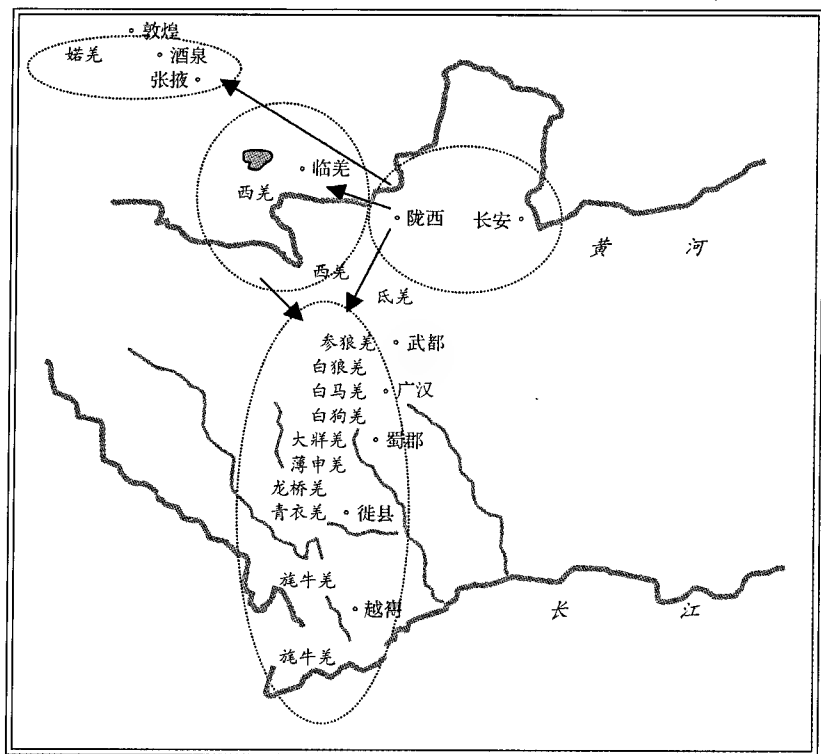 敦煌
婼羌
酒泉
张掖
临羌
西羌
陇西
长安
黄河
西羌
氐羌
参狼羌
武都
白狼羌
白马羌
广汉
白狗羌
大牂羌
蜀郡
薄申羌
龙桥羌
青衣羌
徙县
旄牛羌
越
长江
旄牛羌